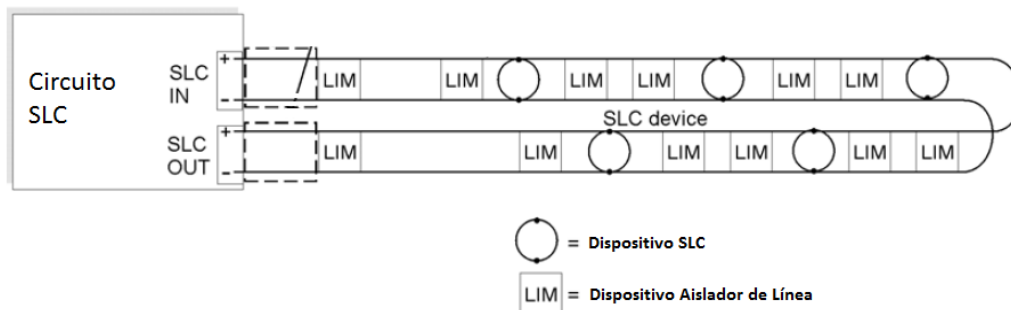 Circuito
SLC
+
SLC
IN
-
LIM LIM LIM LIM LIM LIM
SLC device
+
SLC
OUT
-
LIM LIM LIM LIM LIM LIM
= Dispositivo SLC
LIM = Dispositivo Aislador de Línea